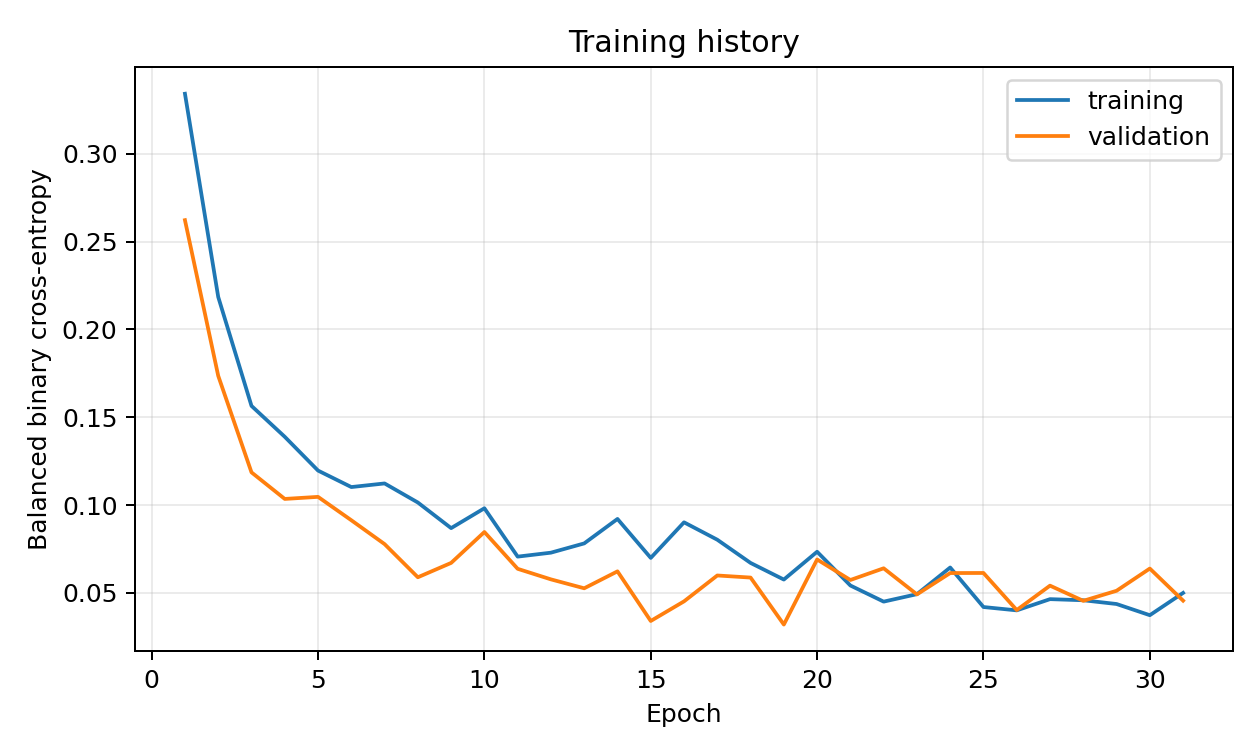 Training history
training
validation
Balanced binary cross-entropy
0.30
0.25
0.20
0.15
0.10
0.05
0 5 10 15 20 25 30
Epoch